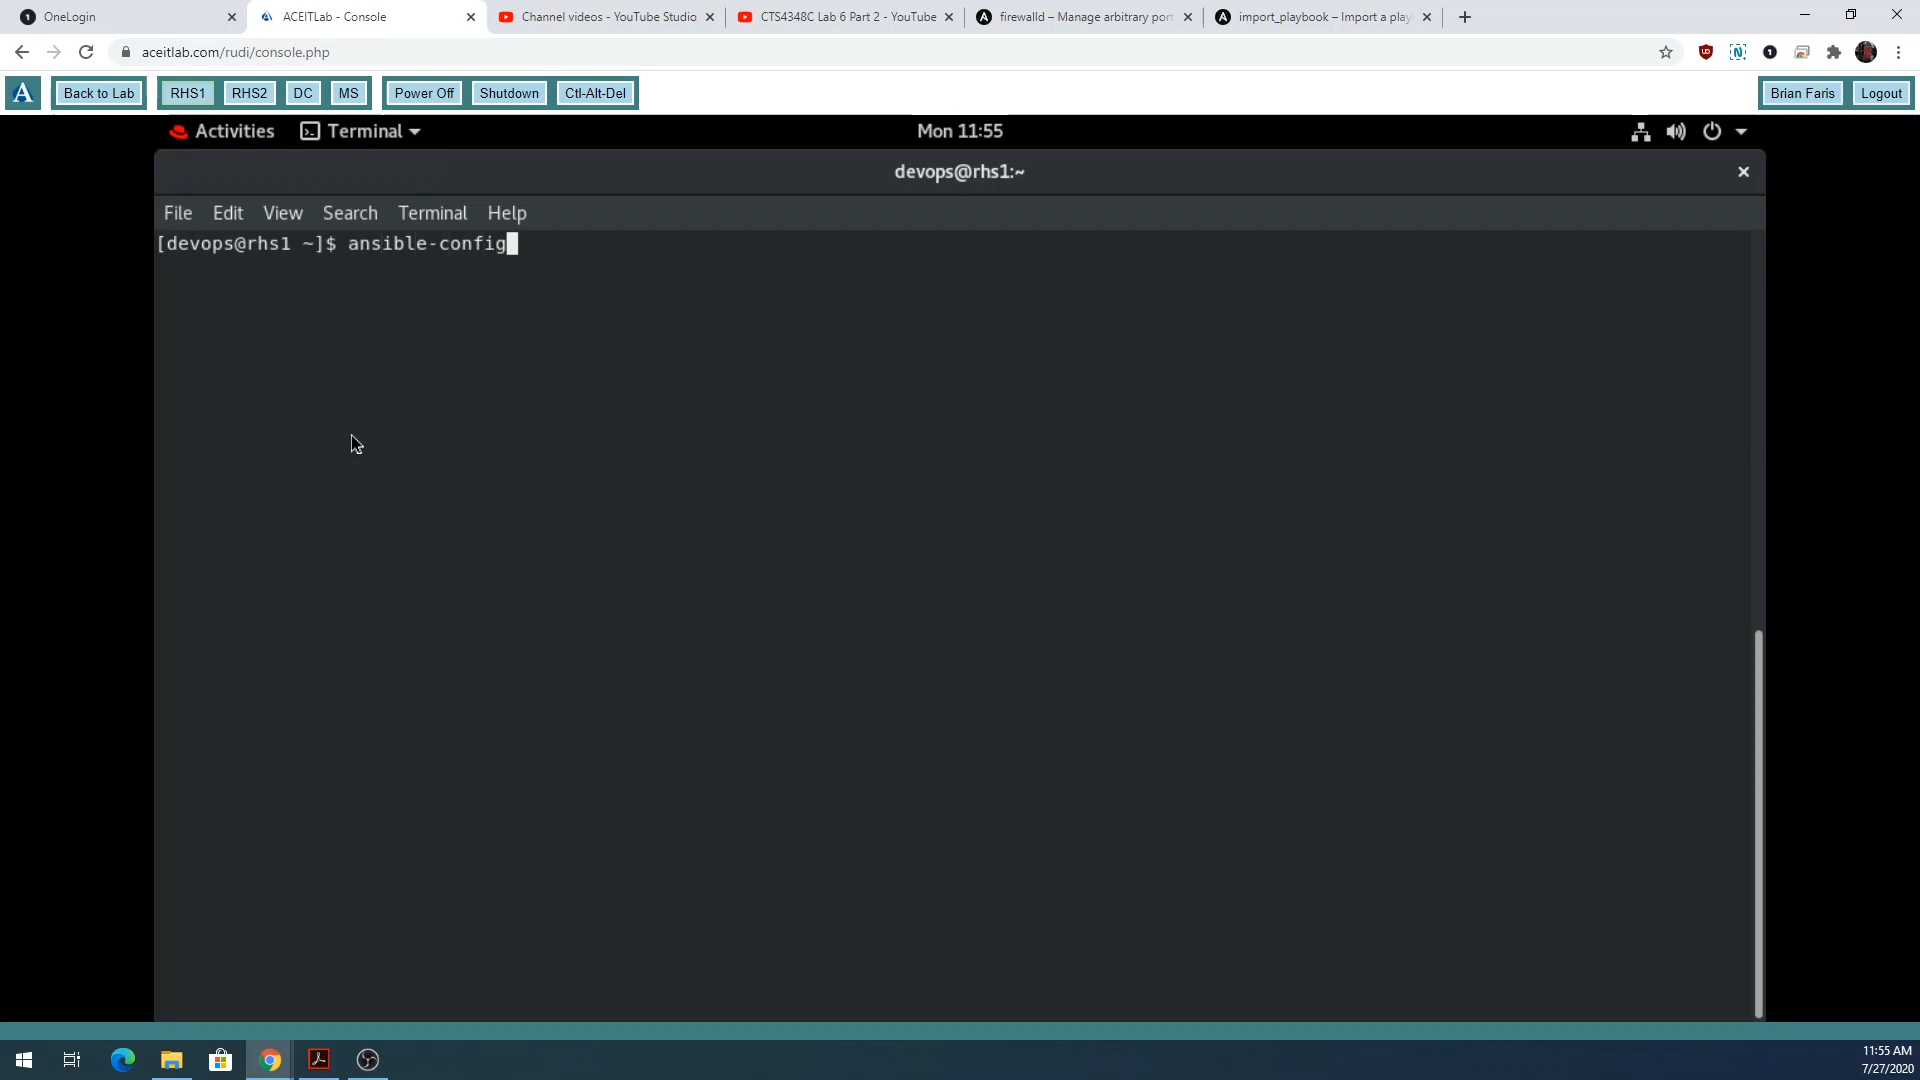 OneLogin
ACEITLab - Console
Channel videos - YouTube Studio
CTS4348C Lab 6 Part 2 - YouTube
firewalld – Manage arbitrary port
import_playbook – Import a play
aceitlab.com/rudi/console.php
Back to Lab
RHS1
RHS2
DC
MS
Power Off
Shutdown
Ctl-Alt-Del
Brian Faris
Logout
Activities
Terminal
Mon 11:55
devops@rhs1:~
File Edit View Search Terminal Help
[devops@rhs1 ~]$ ansible-config
11:55 AM
7/27/2020